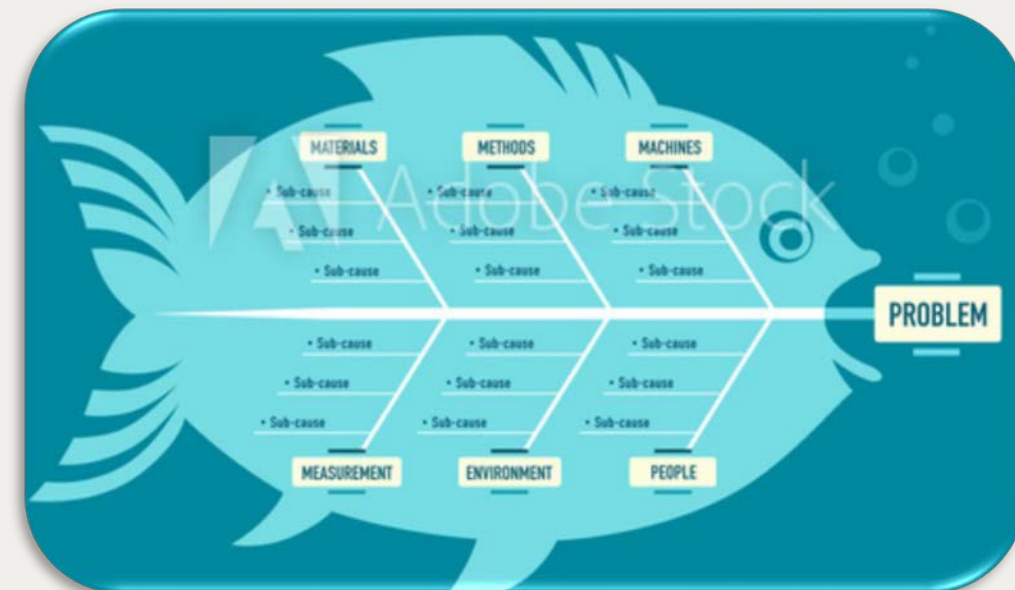 MATERIALS METHODS MACHINES
Adobe Stock
• Sub-cause • Sub-cause • Sub-cause
• Sub-cause • Sub-cause • Sub-cause
• Sub-cause • Sub-cause • Sub-cause
PROBLEM
• Sub-cause • Sub-cause • Sub-cause
• Sub-cause • Sub-cause • Sub-cause
• Sub-cause • Sub-cause • Sub-cause
MEASUREMENT ENVIRONMENT PEOPLE